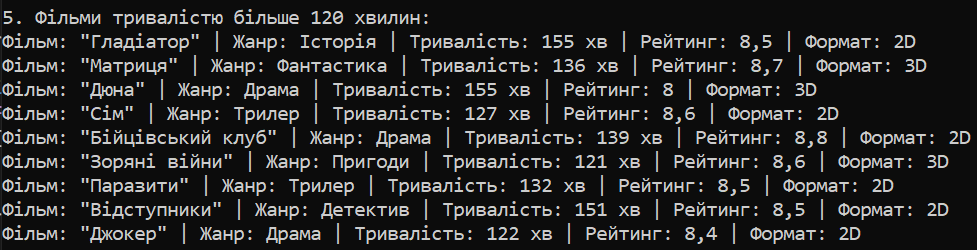 5. Фільми тривалістю більше 120 хвилин:
Фільм: "Гладіатор" | Жанр: Історія | Тривалість: 155 хв | Рейтинг: 8,5 | Формат: 2D
Фільм: "Матриця" | Жанр: Фантастика | Тривалість: 136 хв | Рейтинг: 8,7 | Формат: 3D
Фільм: "Дюна" | Жанр: Драма | Тривалість: 155 хв | Рейтинг: 8 | Формат: 3D
Фільм: "Сім" | Жанр: Трилер | Тривалість: 127 хв | Рейтинг: 8,6 | Формат: 2D
Фільм: "Бійцівський клуб" | Жанр: Драма | Тривалість: 139 хв | Рейтинг: 8,8 | Формат: 2D
Фільм: "Зоряні війни" | Жанр: Пригоди | Тривалість: 121 хв | Рейтинг: 8,6 | Формат: 3D
Фільм: "Паразити" | Жанр: Трилер | Тривалість: 132 хв | Рейтинг: 8,5 | Формат: 2D
Фільм: "Відступники" | Жанр: Детектив | Тривалість: 151 хв | Рейтинг: 8,5 | Формат: 2D
Фільм: "Джокер" | Жанр: Драма | Тривалість: 122 хв | Рейтинг: 8,4 | Формат: 2D